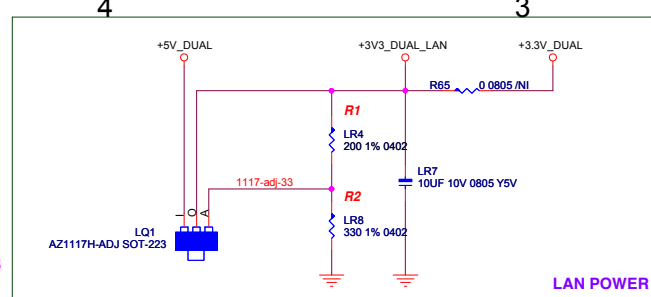 4 3
+5V_DUAL +3V3_DUAL_LAN +3.3V_DUAL
R65 0 0805 /NI
R1
LR4
200 1% 0402
LR7
10UF 10V 0805 Y5V
1117-adj-33
R2
I O A
LR8
330 1% 0402
LQ1
AZ1117H-ADJ SOT-223
LAN POWER